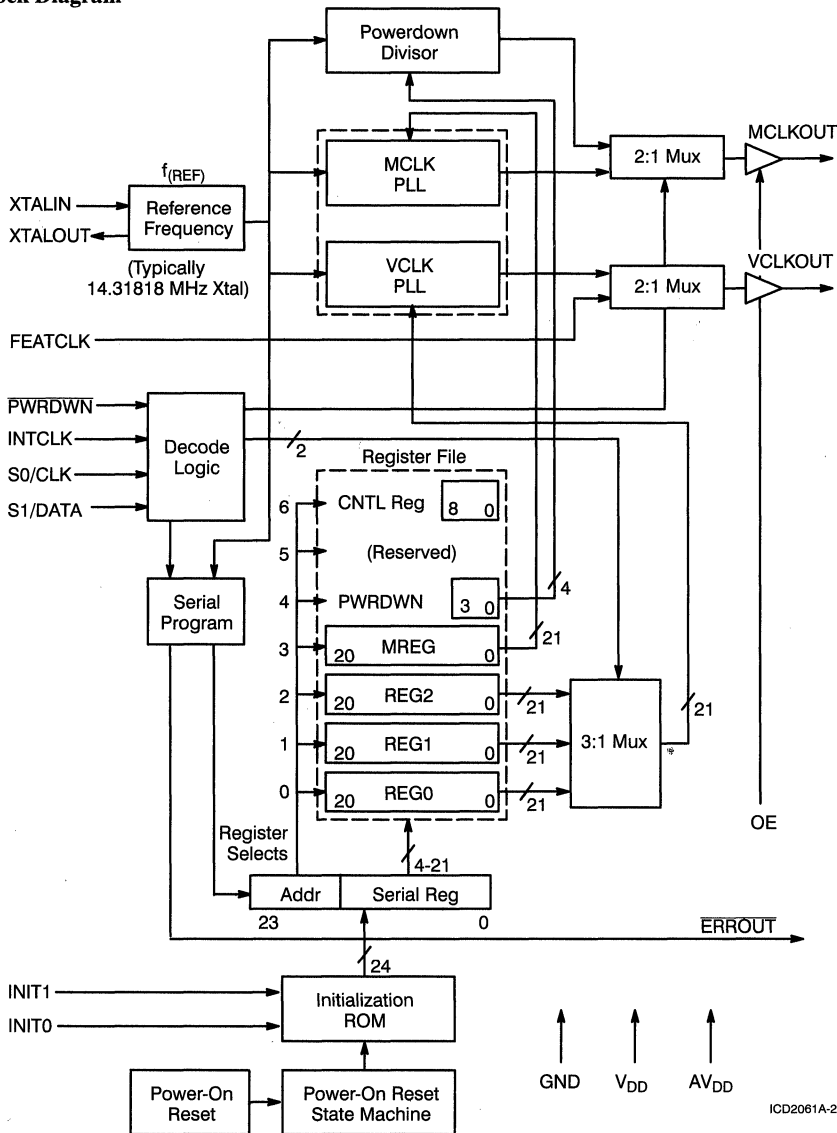 Block Diagram
Powerdown
Divisor
MCLKOUT
2:1 Mux
MCLK
PLL
f(REF)
XTALIN
Reference
Frequency
XTALOUT
(Typically
14.31818 MHz Xtal)
VCLK
PLL
VCLKOUT
2:1 Mux
FEATCLK
PWRDWN
INTCLK
S0/CLK
S1/DATA
Decode
Logic
2
Register File
6
CNTL Reg
8 0
5
(Reserved)
4
PWRDWN
3 0
4
Serial
Program
3
20 MREG 0
21
2
20 REG2 0
21
1
20 REG1 0
21
0
20 REG0 0
21
3:1 Mux
21
OE
Register
Selects
4-21
Addr
Serial Reg
23
0
ERROUT
24
INIT1
INIT0
Initialization
ROM
Power-On
Reset
Power-On Reset
State Machine
GND
VDD
AVDD
ICD2061A-2